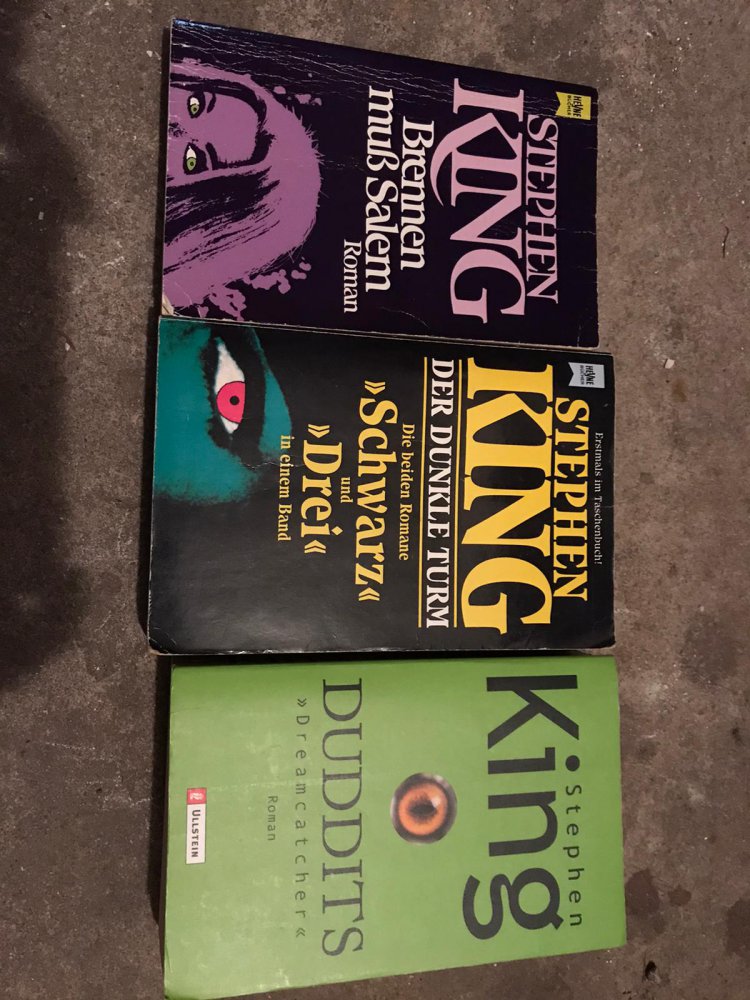 HEYNE
BÜCHER
STEPHEN
KING
Brennen
muß Salem
Roman
Erstmals im Taschenbuch!
HEYNE
BÜCHER
STEPHEN
KING
DER DUNKLE TURM
Die beiden Romane
»Schwarz«
und
»Drei«
in einem Band
Stephen
King
DUDDITS
»Dreamcatcher«
Roman
ULLSTEIN